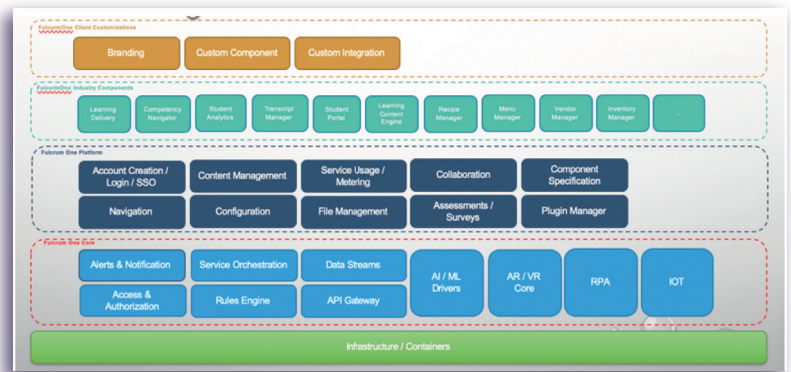 FulcurmOne Client Customizations
Branding
Custom Component
Custom Integration
FulcurmOne Industry Components
Learning
Delivery
Competency
Navigator
Student
Analytics
Transcript
Manager
Student
Portal
Learning
Content
Engine
Recipe
Manager
Menu
Manager
Vendor
Manager
Inventory
Manager
...
Fulcrum One Platform
Account Creation /
Login / SSO
Content Management
Service Usage /
Metering
Collaboration
Component
Specification
Navigation
Configuration
File Management
Assessments /
Surveys
Plugin Manager
Fulcrum One Core
Alerts & Notification
Service Orchestration
Data Streams
AI / ML
Drivers
AR / VR
Core
RPA
IOT
Access &
Authorization
Rules Engine
API Gateway
Infrastructure / Containers